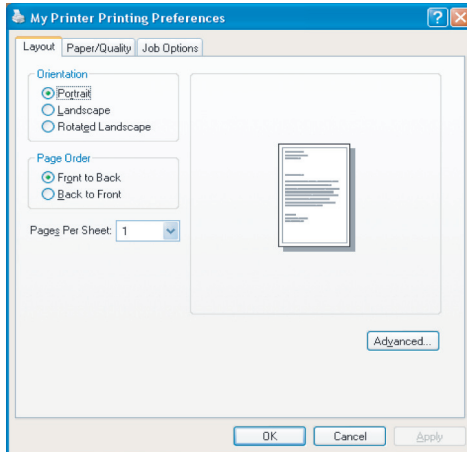 My Printer Printing Preferences
Layout Paper/Quality Job Options
Orientation
Portrait
Landscape
Rotated Landscape
Page Order
Front to Back
Back to Front
Pages Per Sheet: 1
Advanced...
OK Cancel Apply